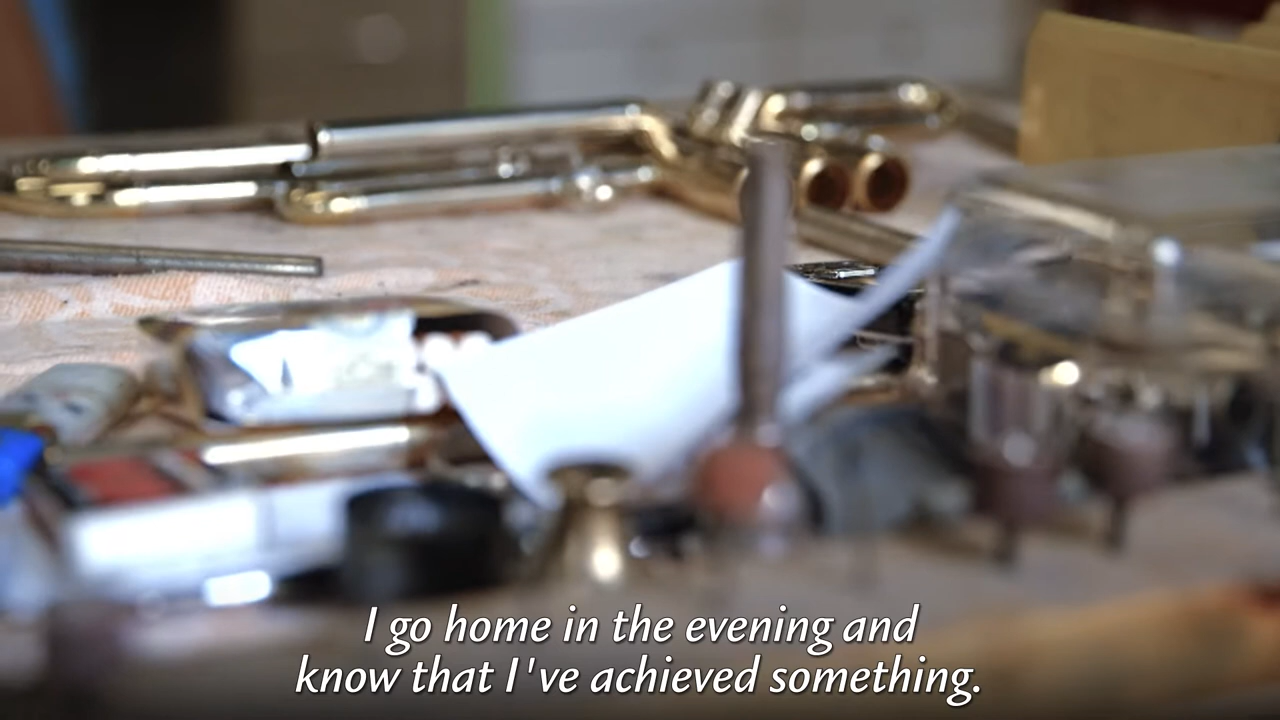 I go home in the evening and
know that I've achieved something.